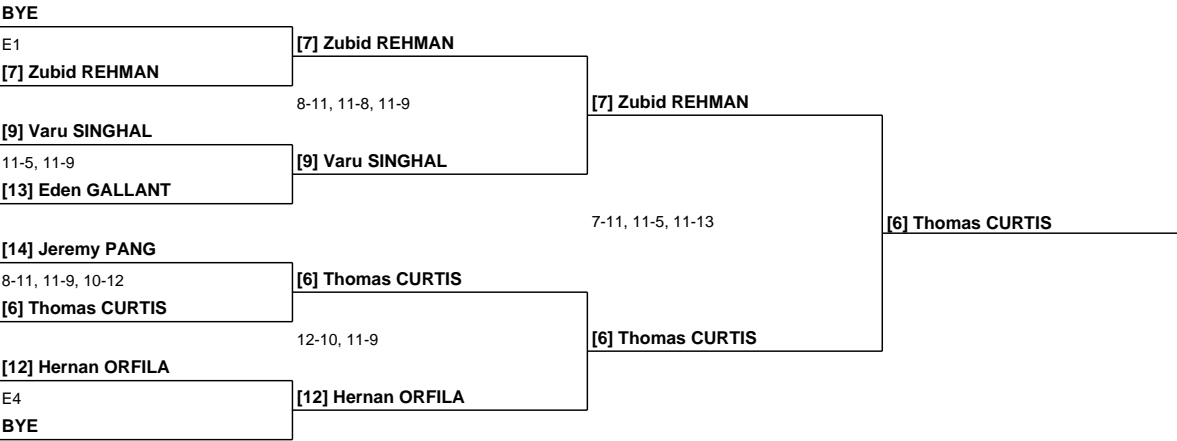 BYE
E1
[7] Zubid REHMAN
[9] Varu SINGHAL
11-5, 11-9
[13] Eden GALLANT
[14] Jeremy PANG
8-11, 11-9, 10-12
[6] Thomas CURTIS
[12] Hernan ORFILA
E4
BYE
[7] Zubid REHMAN
8-11, 11-8, 11-9
[9] Varu SINGHAL
[6] Thomas CURTIS
12-10, 11-9
[12] Hernan ORFILA
[7] Zubid REHMAN
7-11, 11-5, 11-13
[6] Thomas CURTIS
[6] Thomas CURTIS